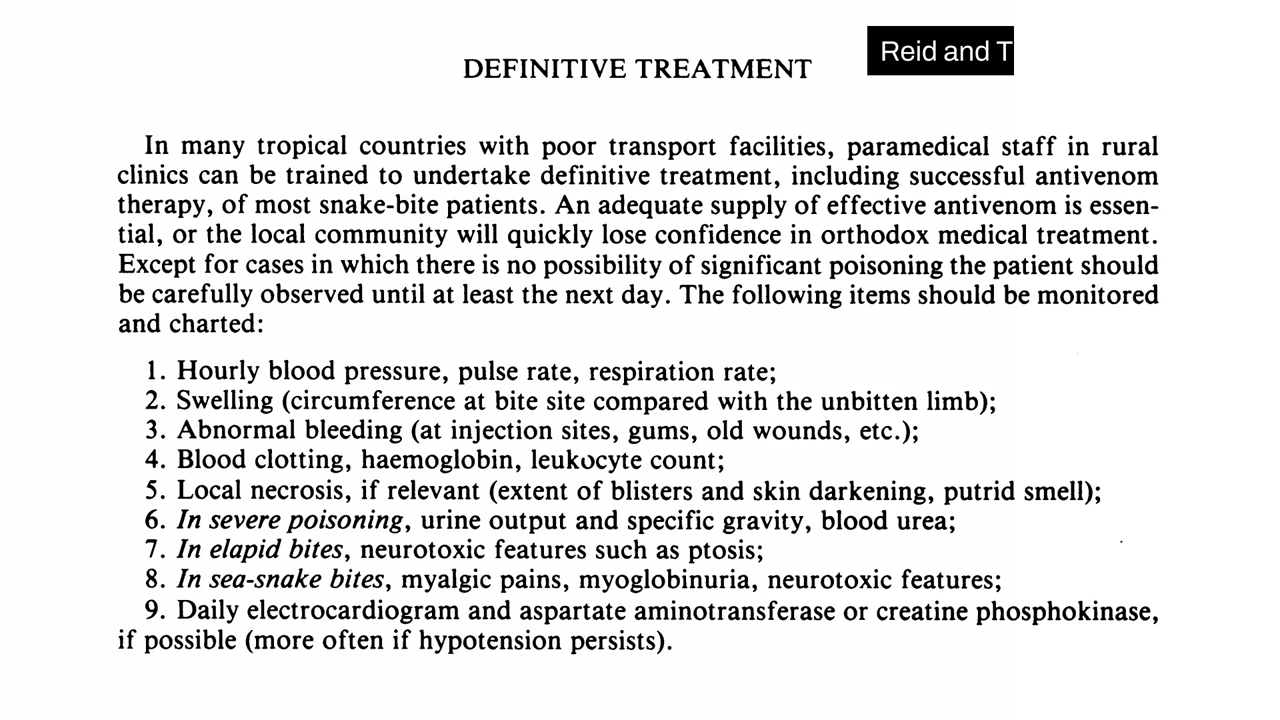 Reid and T
DEFINITIVE TREATMENT
In many tropical countries with poor transport facilities, paramedical staff in rural
clinics can be trained to undertake definitive treatment, including successful antivenom
therapy, of most snake-bite patients. An adequate supply of effective antivenom is essen-
tial, or the local community will quickly lose confidence in orthodox medical treatment.
Except for cases in which there is no possibility of significant poisoning the patient should
be carefully observed until at least the next day. The following items should be monitored
and charted:
1. Hourly blood pressure, pulse rate, respiration rate;
2. Swelling (circumference at bite site compared with the unbitten limb);
3. Abnormal bleeding (at injection sites, gums, old wounds, etc.);
4. Blood clotting, haemoglobin, leukocyte count;
5. Local necrosis, if relevant (extent of blisters and skin darkening, putrid smell);
6. In severe poisoning, urine output and specific gravity, blood urea;
7. In elapid bites, neurotoxic features such as ptosis;
8. In sea-snake bites, myalgic pains, myoglobinuria, neurotoxic features;
9. Daily electrocardiogram and aspartate aminotransferase or creatine phosphokinase,
if possible (more often if hypotension persists).